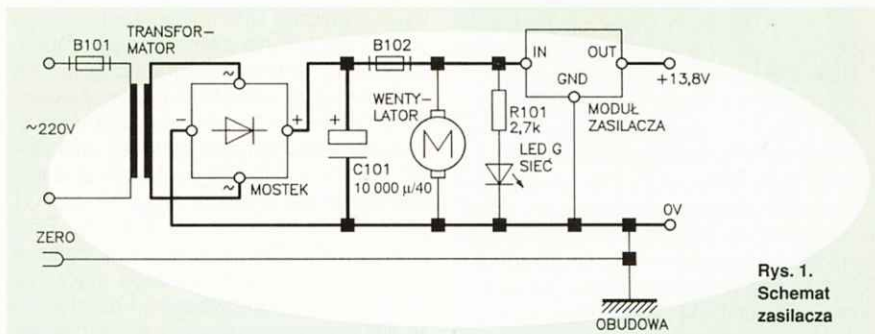 B101
TRANSFOR-
MATOR
~220V
~
-
+
~
MOSTEK
+
C101
10 000 µ/40
B102
WENTY-
LATOR
M
R101
2,7k
LED G
SIEĆ
IN
OUT
GND
MODUŁ
ZASILACZA
+13,8V
0V
ZERO
OBUDOWA
Rys. 1.
Schemat
zasilacza